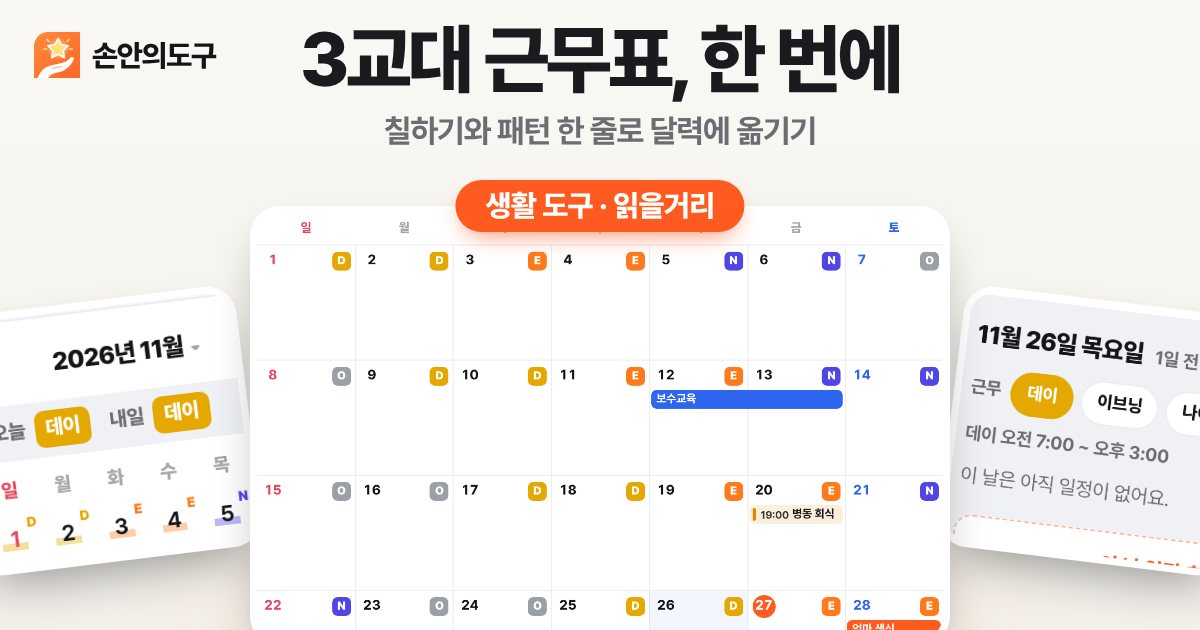 손안의도구
3교대 근무표, 한 번에
칠하기와 패턴 한 줄로 달력에 옮기기
생활 도구 · 읽을거리
일 월 금 토
1 D 2 D 3 E 4 E 5 N 6 N 7 O
8 O 9 D 10 D 11 E 12 E 13 N 14 N
보수교육
15 O 16 O 17 D 18 D 19 E 20 E 21 N
19:00 병동 회식
22 N 23 O 24 O 25 D 26 D 27 E 28 E
2026년 11월
오늘 데이 내일 데이
일 월 화 수 목
1 D 2 D 3 E 4 E 5 N
11월 26일 목요일 1일 전
근무 데이 이브닝
데이 오전 7:00 ~ 오후 3:00
이 날은 아직 일정이 없어요.